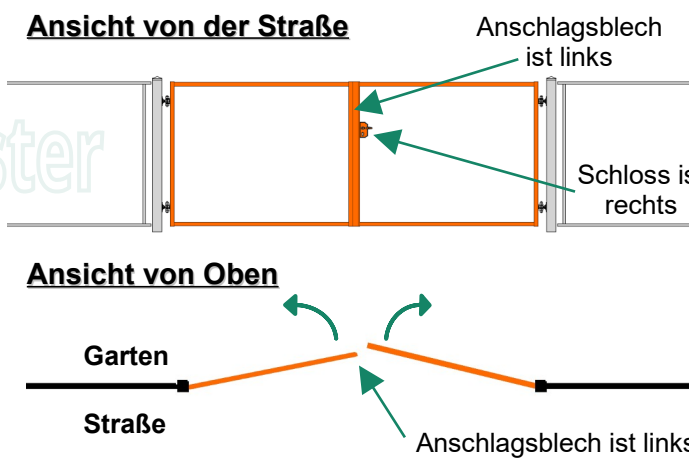 Ansicht von der Straße
Anschlagsblech
ist links
Schloss is
rechts
Ansicht von Oben
Garten
Straße
Anschlagsblech ist links